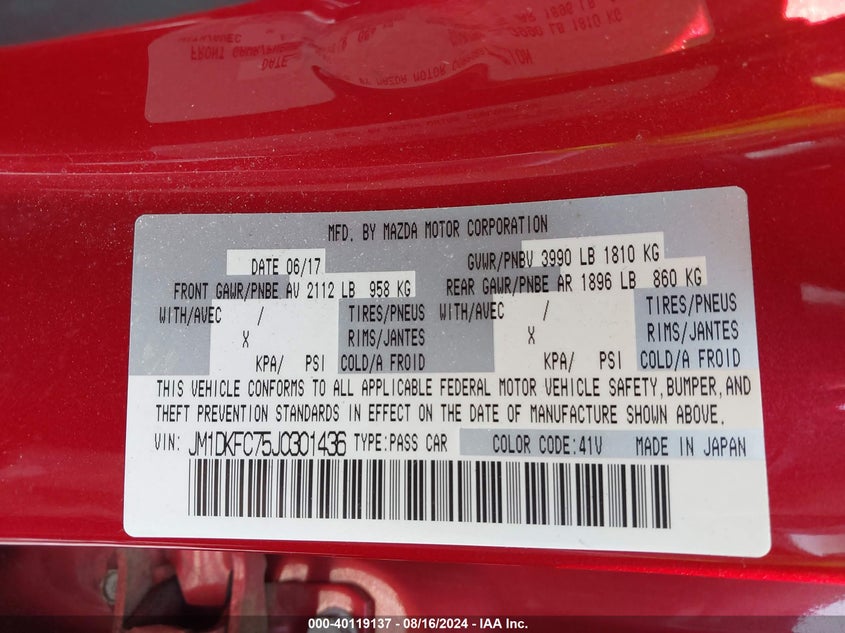 MFD. BY MAZDA MOTOR CORPORATION
DATE 06/17 GVWR/PNBV 3990 LB 1810 KG
FRONT GAWR/PNBE AV 2112 LB 958 KG REAR GAWR/PNBE AR 1896 LB 860 KG
WITH/AVEC / TIRES/PNEUS WITH/AVEC / TIRES/PNEUS
X RIMS/JANTES X RIMS/JANTES
KPA/ PSI COLD/A FROID KPA/ PSI COLD/A FROID
THIS VEHICLE CONFORMS TO ALL APPLICABLE FEDERAL MOTOR VEHICLE SAFETY, BUMPER, AND
THEFT PREVENTION STANDARDS IN EFFECT ON THE DATE OF MANUFACTURE SHOWN ABOVE.
VIN: JM1DKFC75J0301436 TYPE:PASS CAR COLOR CODE:41V MADE IN JAPAN
000-40119137 - 08/16/2024 - IAA Inc.